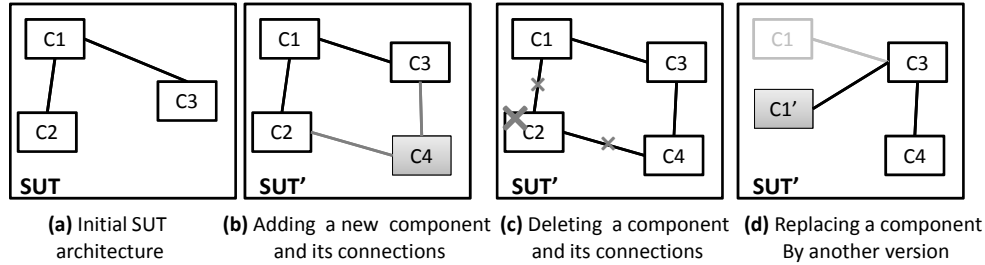 C1
C3
C2
SUT
C1
C3
C2
C4
SUT'
C1
C3
C2
C4
SUT'
C1
C3
C1'
C4
SUT'
(a) Initial SUT
architecture
(b) Adding a new component
and its connections
(c) Deleting a component
and its connections
(d) Replacing a component
By another version